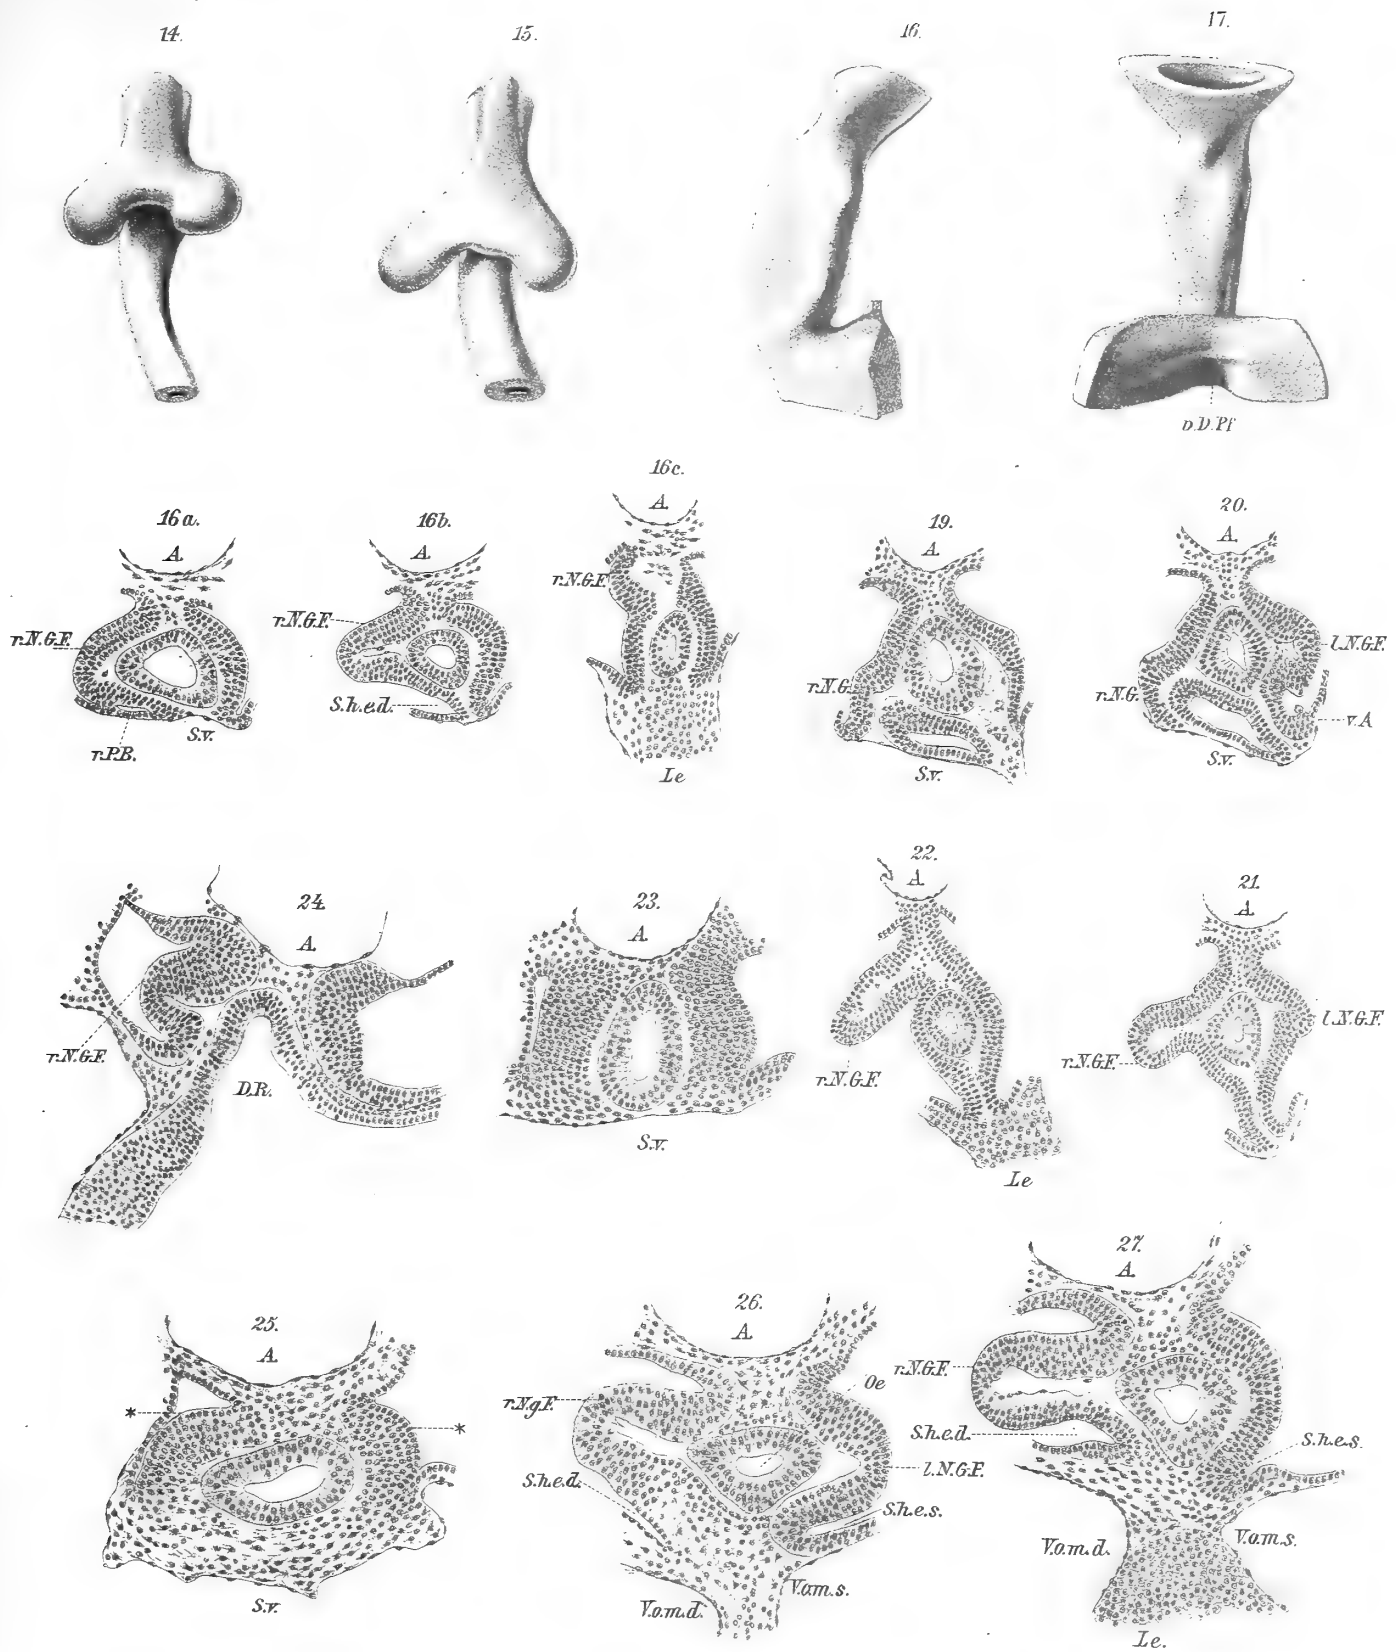 14.
15.
16.
17.
v.D.Pf
16a.
A.
r.N.G.F.
r.P.B.
S.v.
16b.
A.
r.N.G.F.
S.h.e.d.
16c.
A.
r.N.G.F
Le
19.
A.
r.N.G.
S.v.
20.
A.
l.N.G.F.
r.N.G.
v.A
S.v.
24.
A.
r.N.G.F.
D.R.
23.
A.
S.v.
22.
A.
r.N.G.F.
Le
21.
A.
l.N.G.F.
r.N.G.F.
25.
A.
*
*
S.v.
26.
A.
r.N.g.F.
Oe
l.N.G.F.
S.h.e.d.
S.h.e.s.
V.o.m.d.
V.o.m.s.
27.
A.
r.N.G.F.
S.h.e.d.
S.h.e.s.
V.o.m.d.
V.o.m.s.
Le.